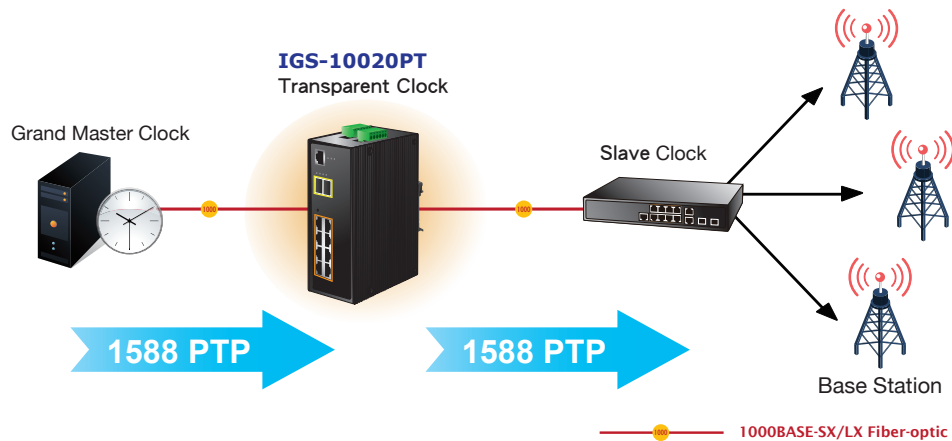 IGS-10020PT
Transparent Clock
Grand Master Clock
Slave Clock
1000
1000
1588 PTP
1588 PTP
Base Station
1000
1000BASE-SX/LX Fiber-optic